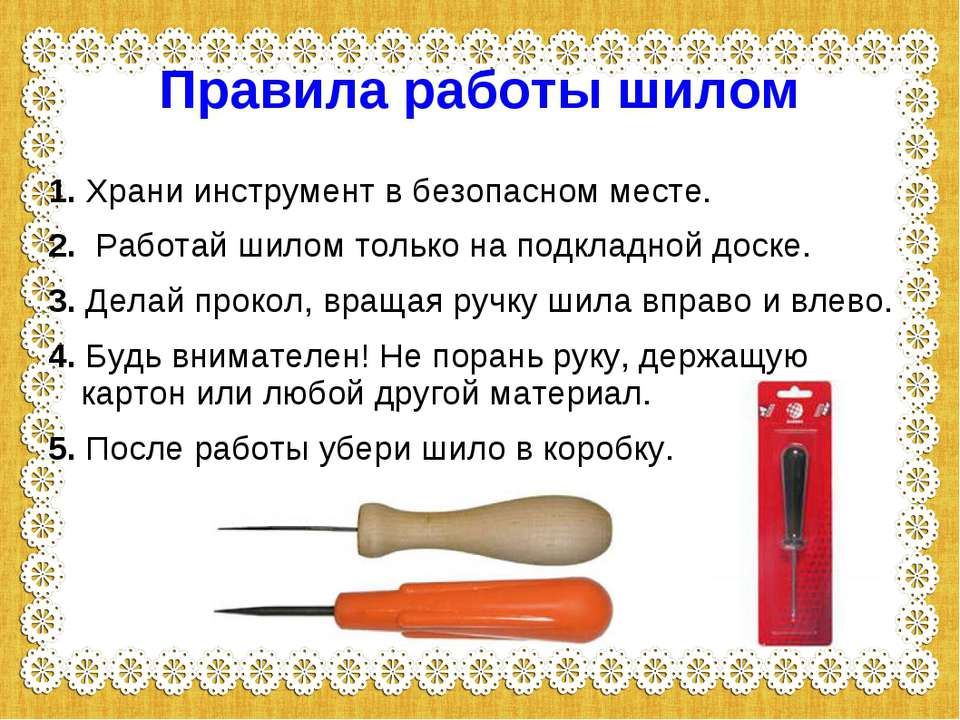 Правила работы шилом
1. Храни инструмент в безопасном месте.
2. Работай шилом только на подкладной доске.
3. Делай прокол, вращая ручку шила вправо и влево.
4. Будь внимателен! Не порань руку, держащую
картон или любой другой материал.
5. После работы убери шило в коробку.